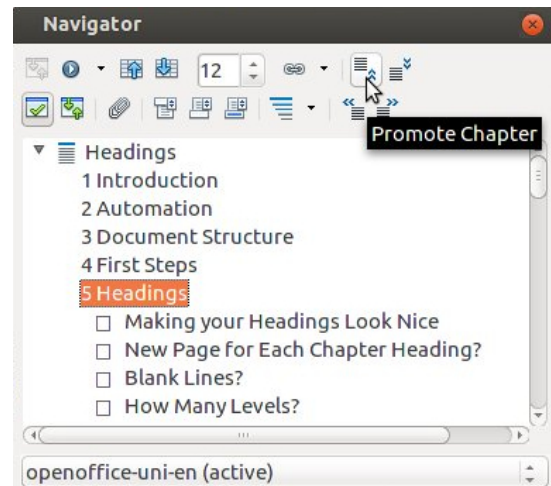 Navigator
12
Promote Chapter
Headings
1 Introduction
2 Automation
3 Document Structure
4 First Steps
5 Headings
Making your Headings Look Nice
New Page for Each Chapter Heading?
Blank Lines?
How Many Levels?
openoffice-uni-en (active)